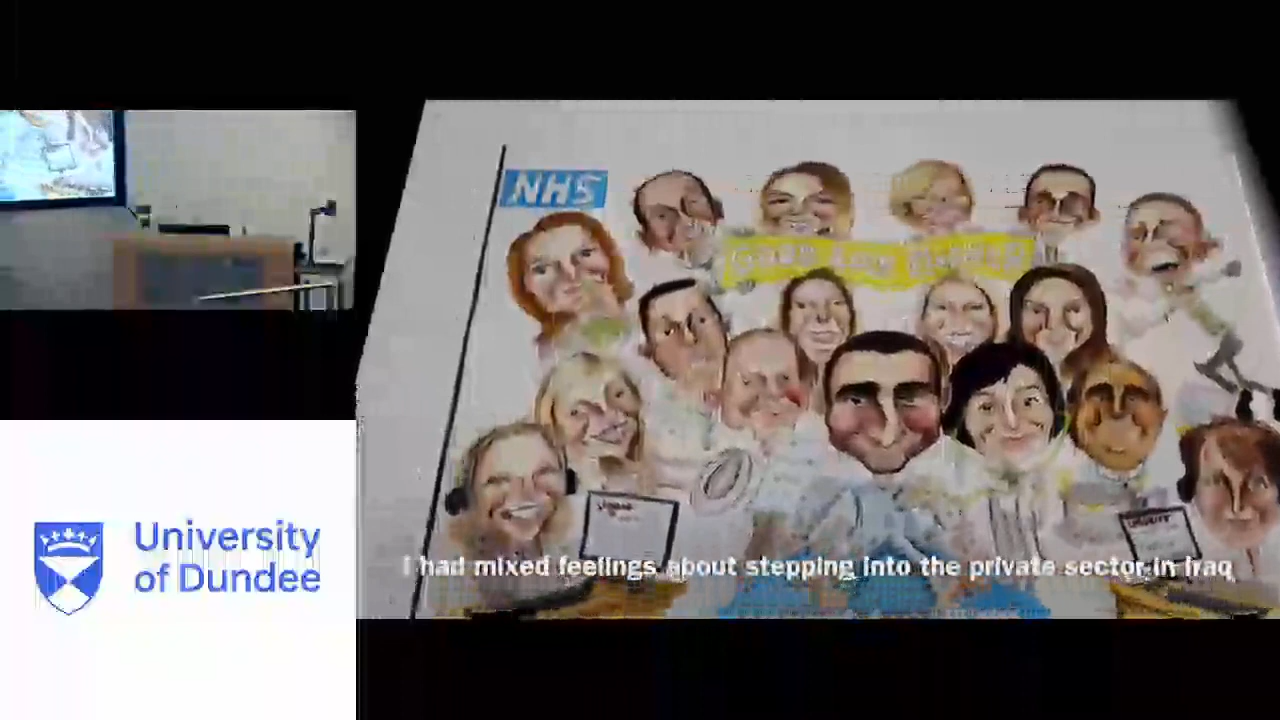 NHS
I had mixed feelings about stepping into the private sector in Iraq
University
of Dundee